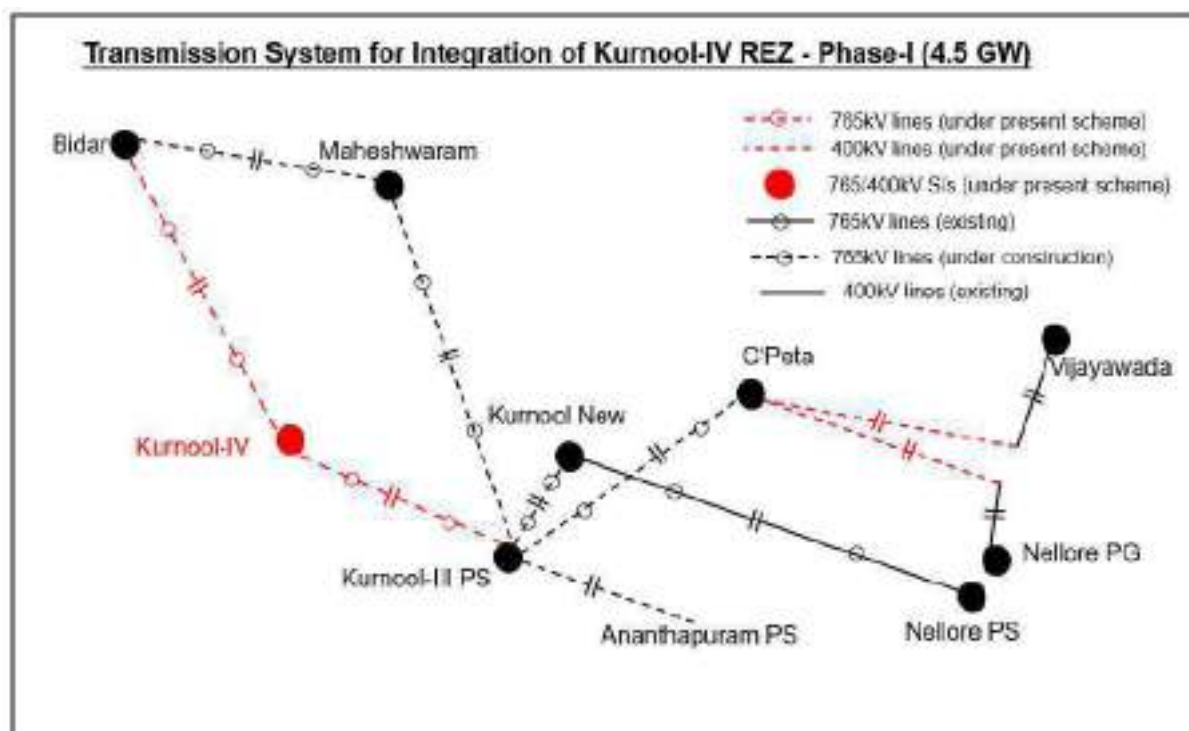 Transmission System for Integration of Kurnool-IV REZ - Phase-I (4.5 GW)
765kV lines (under present scheme)
400kV lines (under present scheme)
765/400kV S/s (under present scheme)
765kV lines (existing)
765kV lines (under construction)
400kV lines (existing)
Bidar
Maheshwaram
C'Peta
Vijayawada
Kurnool New
Kurnool-IV
Kurnool-III PS
Nellore PG
Ananthapuram PS
Nellore PS